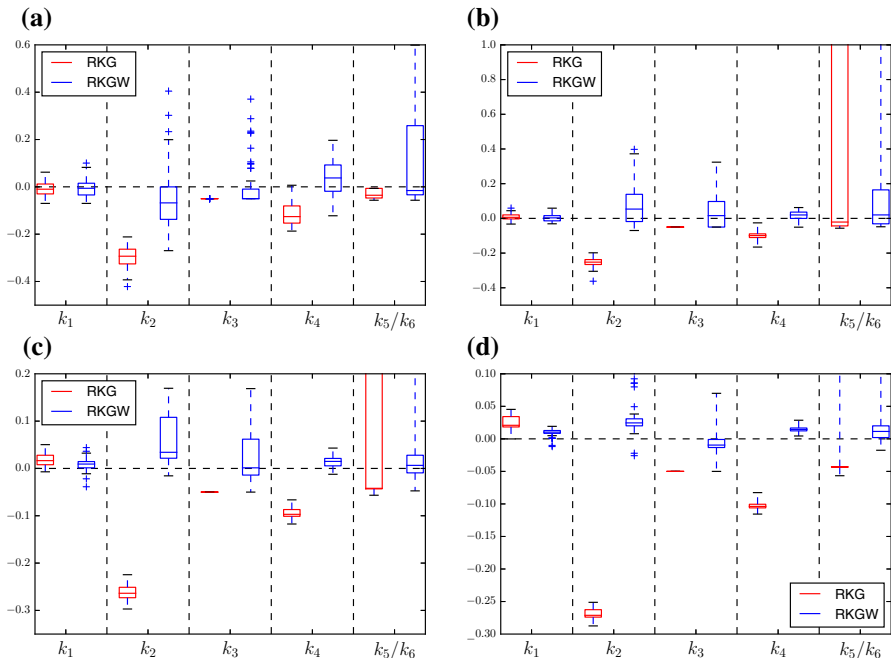 (a)
0.6
0.4
0.2
0.0
−0.2
−0.4
RKG
RKGW
k1
k2
k3
k4
k5/k6
(b)
1.0
0.8
0.6
0.4
0.2
0.0
−0.2
−0.4
RKG
RKGW
k1
k2
k3
k4
k5/k6
(c)
0.2
0.1
0.0
−0.1
−0.2
−0.3
RKG
RKGW
k1
k2
k3
k4
k5/k6
(d)
0.10
0.05
0.00
−0.05
−0.10
−0.15
−0.20
−0.25
−0.30
RKG
RKGW
k1
k2
k3
k4
k5/k6